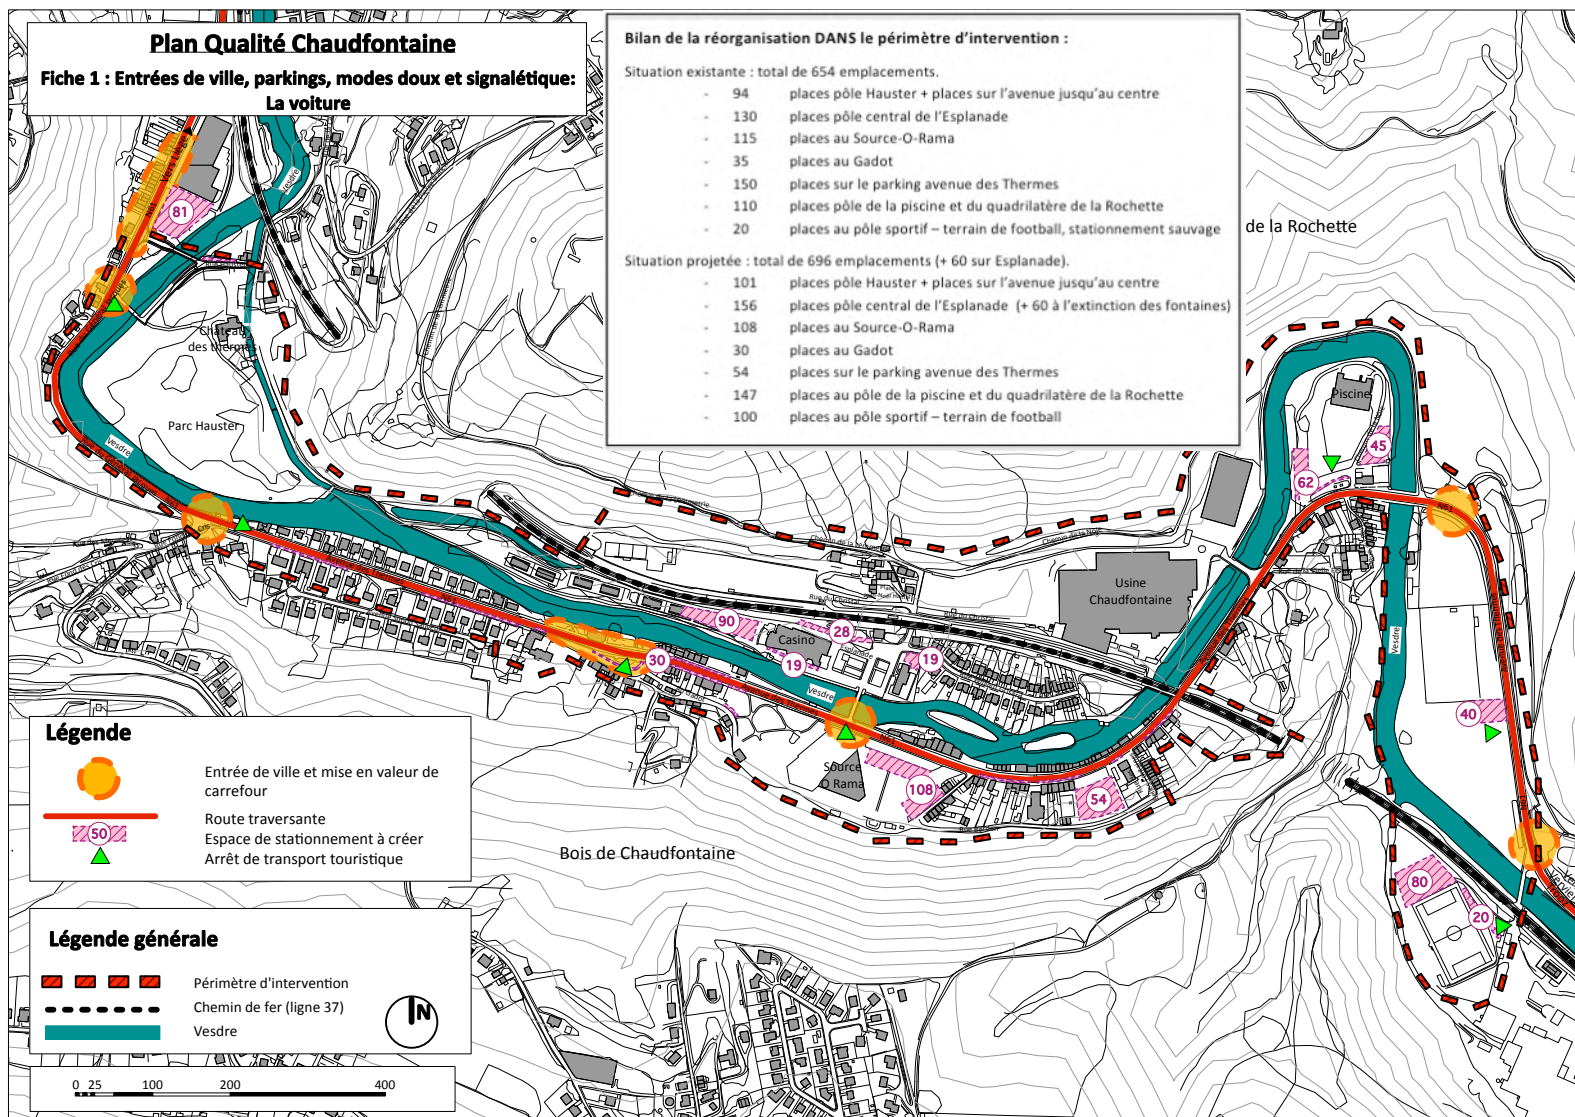 Plan Qualité Chaudfontaine
Fiche 1 : Entrées de ville, parkings, modes doux et signalétique:
La voiture
Bilan de la réorganisation DANS le périmètre d'intervention :
Situation existante : total de 654 emplacements.
- 94 places pôle Hauster + places sur l'avenue jusqu'au centre
- 130 places pôle central de l'Esplanade
- 115 places au Source-O-Rama
- 35 places au Gadot
- 150 places sur le parking avenue des Thermes
- 110 places pôle de la piscine et du quadrilatère de la Rochette
- 20 places au pôle sportif – terrain de football, stationnement sauvage
Situation projetée : total de 696 emplacements (+ 60 sur Esplanade).
- 101 places pôle Hauster + places sur l'avenue jusqu'au centre
- 156 places pôle central de l'Esplanade (+ 60 à l'extinction des fontaines)
- 108 places au Source-O-Rama
- 30 places au Gadot
- 54 places sur le parking avenue des Thermes
- 147 places au pôle de la piscine et du quadrilatère de la Rochette
- 100 places au pôle sportif – terrain de football
de la Rochette
Vers Liège
N61
81
Vesdre
Château
des thermes
Parc Hauster
Vesdre
Piscine
45
62
N61
Usine
Chaudfontaine
N61
90
28
Casino
19
19
30
Vesdre
Avenue des Thermes
N61
Source
O Rama
108
54
Vesdre
40
80
20
Bois de Chaudfontaine
Légende
Entrée de ville et mise en valeur de
carrefour
Route traversante
50
Espace de stationnement à créer
Arrêt de transport touristique
Légende générale
Périmètre d'intervention
Chemin de fer (ligne 37)
Vesdre
N
0 25 100 200 400